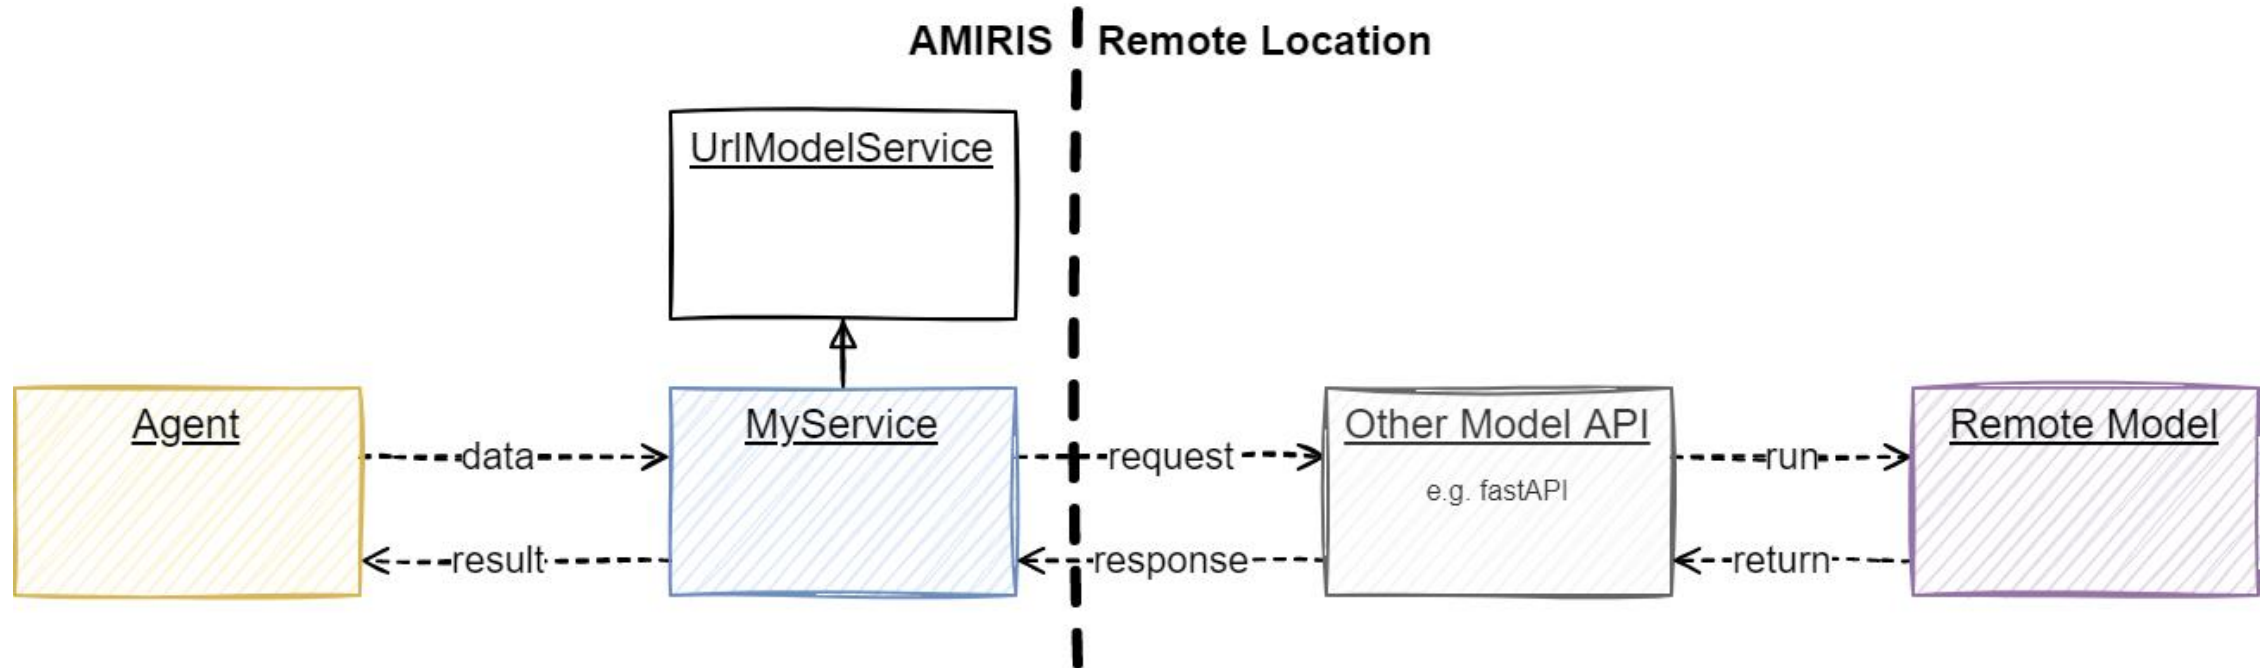 AMIRIS
Remote Location
UrlModelService
Agent
data
result
MyService
request
response
Other Model API
e.g. fastAPI
run
return
Remote Model